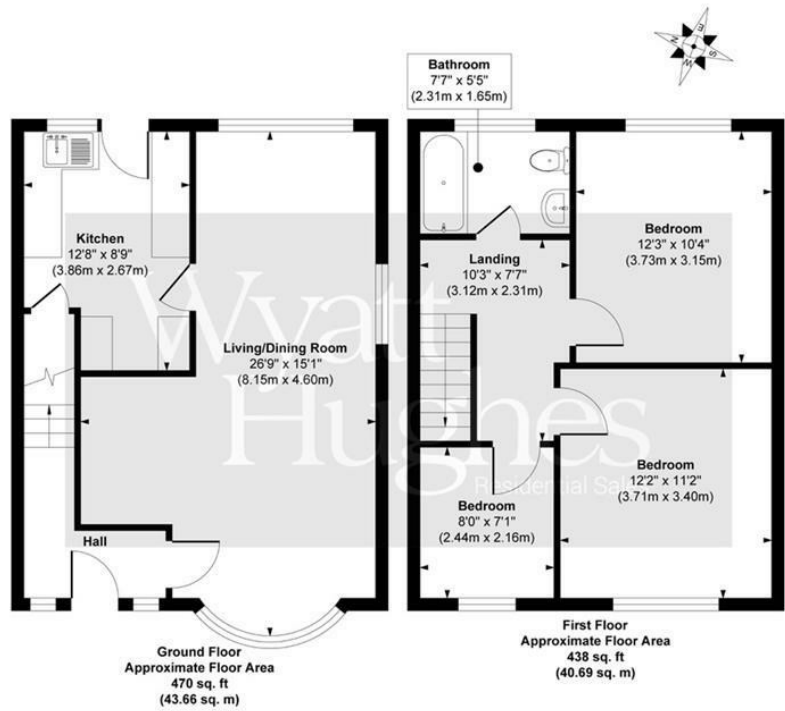 N
E
S
W
Bathroom
7'7" x 5'5"
(2.31m x 1.65m)
Kitchen
12'8" x 8'9"
(3.86m x 2.67m)
Living/Dining Room
26'9" x 15'1"
(8.15m x 4.60m)
Hall
Landing
10'3" x 7'7"
(3.12m x 2.31m)
Bedroom
12'3" x 10'4"
(3.73m x 3.15m)
Bedroom
12'2" x 11'2"
(3.71m x 3.40m)
Bedroom
8'0" x 7'1"
(2.44m x 2.16m)
Wyatt
Hughes
Residential Sales
Ground Floor
Approximate Floor Area
470 sq. ft
(43.66 sq. m)
First Floor
Approximate Floor Area
438 sq. ft
(40.69 sq. m)